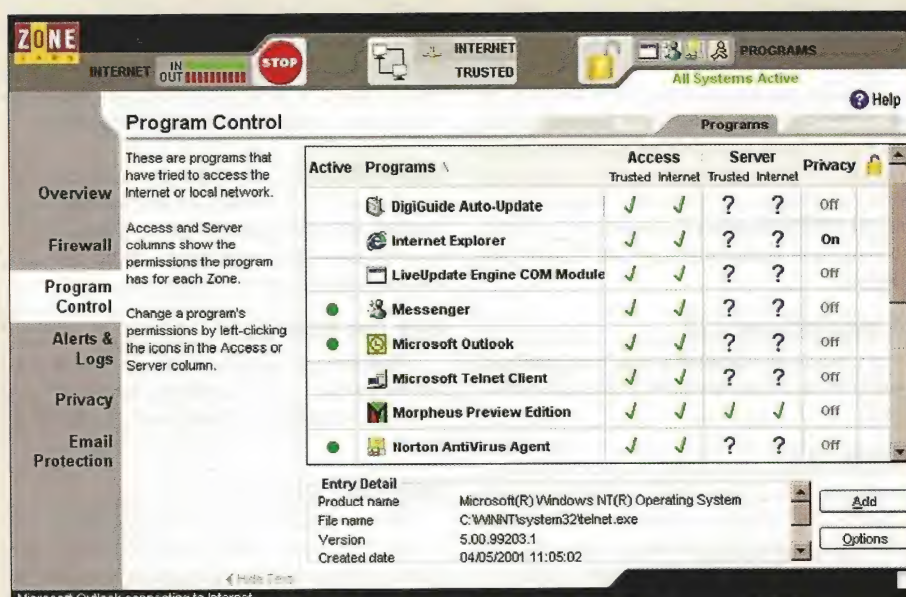 ZONE
LABS
INTERNET IN
OUT
STOP
INTERNET
TRUSTED
PROGRAMS
All Systems Active
? Help
Program Control
Programs
Overview
Firewall
Program
Control
Alerts &
Logs
Privacy
Email
Protection
These are programs that
have tried to access the
Internet or local network.
Access and Server
columns show the
permissions the program
has for each Zone.
Change a program's
permissions by left-clicking
the icons in the Access or
Server column.
Active Programs Access Server Privacy
Trusted Internet Trusted Internet
DigiGuide Auto-Update ? ? Off
Internet Explorer ? ? On
LiveUpdate Engine COM Module ? ? Off
Messenger ? ? Off
Microsoft Outlook ? ? Off
Microsoft Telnet Client ? ? Off
Morpheus Preview Edition Off
Norton AntiVirus Agent ? ? Off
Entry Detail
Product name Microsoft(R) Windows NT(R) Operating System
File name C:\WINNT\system32\telnet.exe
Version 5.00.99203.1
Created date 04/05/2001 11:05:02
Add
Options
Hide Text
Microsoft Outlook connecting to Internet